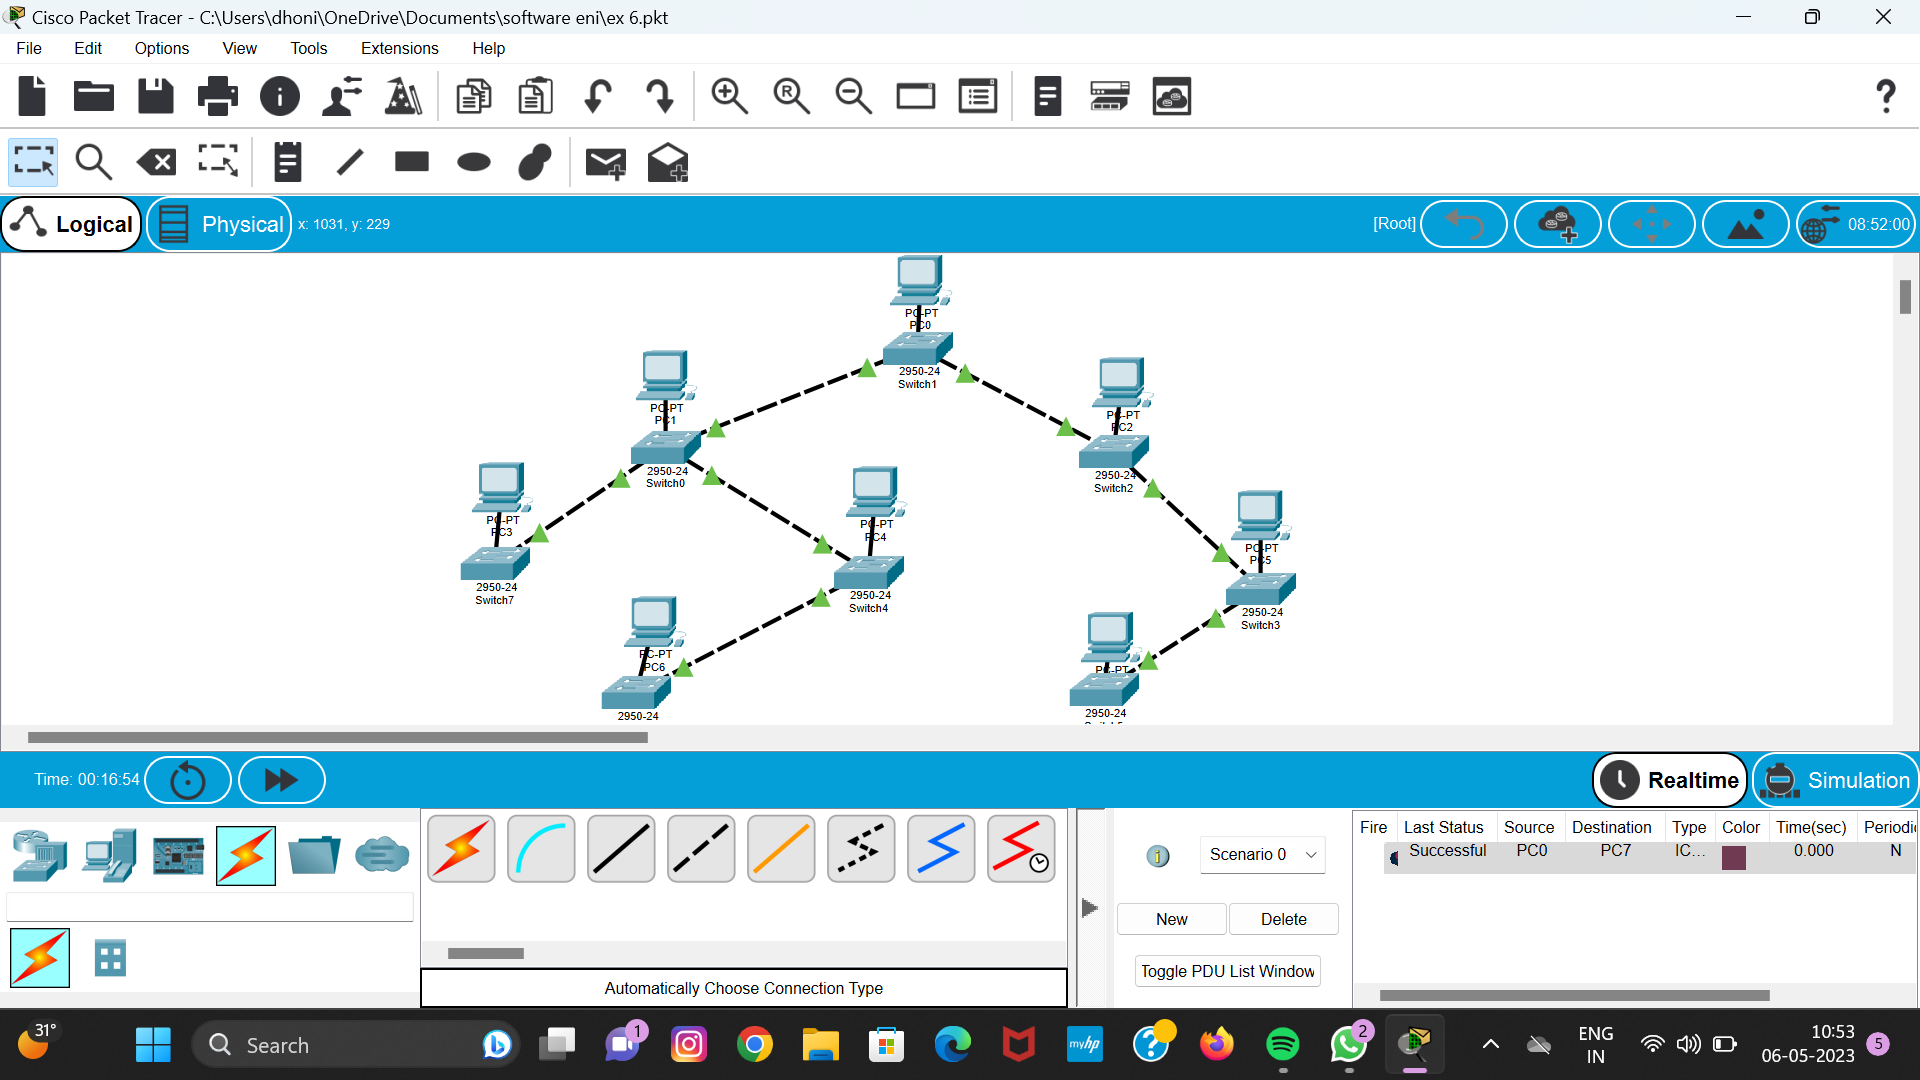 Cisco Packet Tracer - C:\Users\dhoni\OneDrive\Documents\software eni\ex 6.pkt
File Edit Options View Tools Extensions Help
Logical Physical x: 1031, y: 229 [Root] 08:52:00
PC-PT
PC0
2950-24
Switch1
PC-PT
PC1
2950-24
Switch0
PC-PT
PC2
2950-24
Switch2
PC-PT
PC3
2950-24
Switch7
PC-PT
PC4
2950-24
Switch4
PC-PT
PC5
2950-24
Switch3
PC-PT
PC6
2950-24
PC-PT
2950-24
Time: 00:16:54 Realtime Simulation
Scenario 0
New Delete
Toggle PDU List Window
Fire Last Status Source Destination Type Color Time(sec) Periodi
Successful PC0 PC7 IC... 0.000 N
Automatically Choose Connection Type
31° Search 1 myhp ? 2 ENG IN 10:53 06-05-2023 5